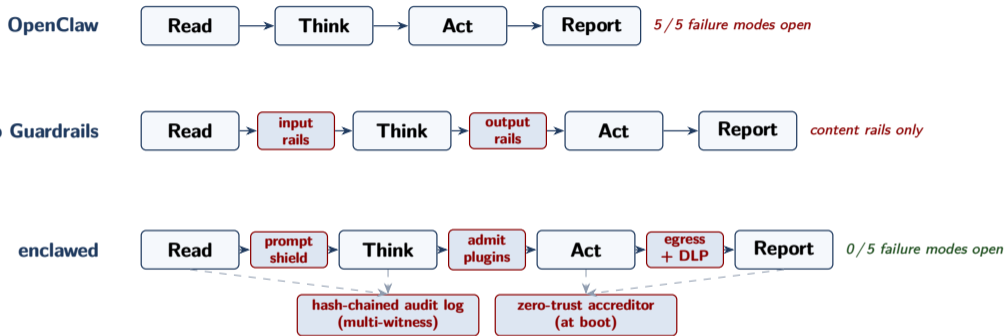 OpenClaw Read Think Act Report 5 / 5 failure modes open
Guardrails Read input rails Think output rails Act Report content rails only
enclawed Read prompt shield Think admit plugins Act egress + DLP Report 0 / 5 failure modes open
hash-chained audit log (multi-witness)
zero-trust accreditor (at boot)